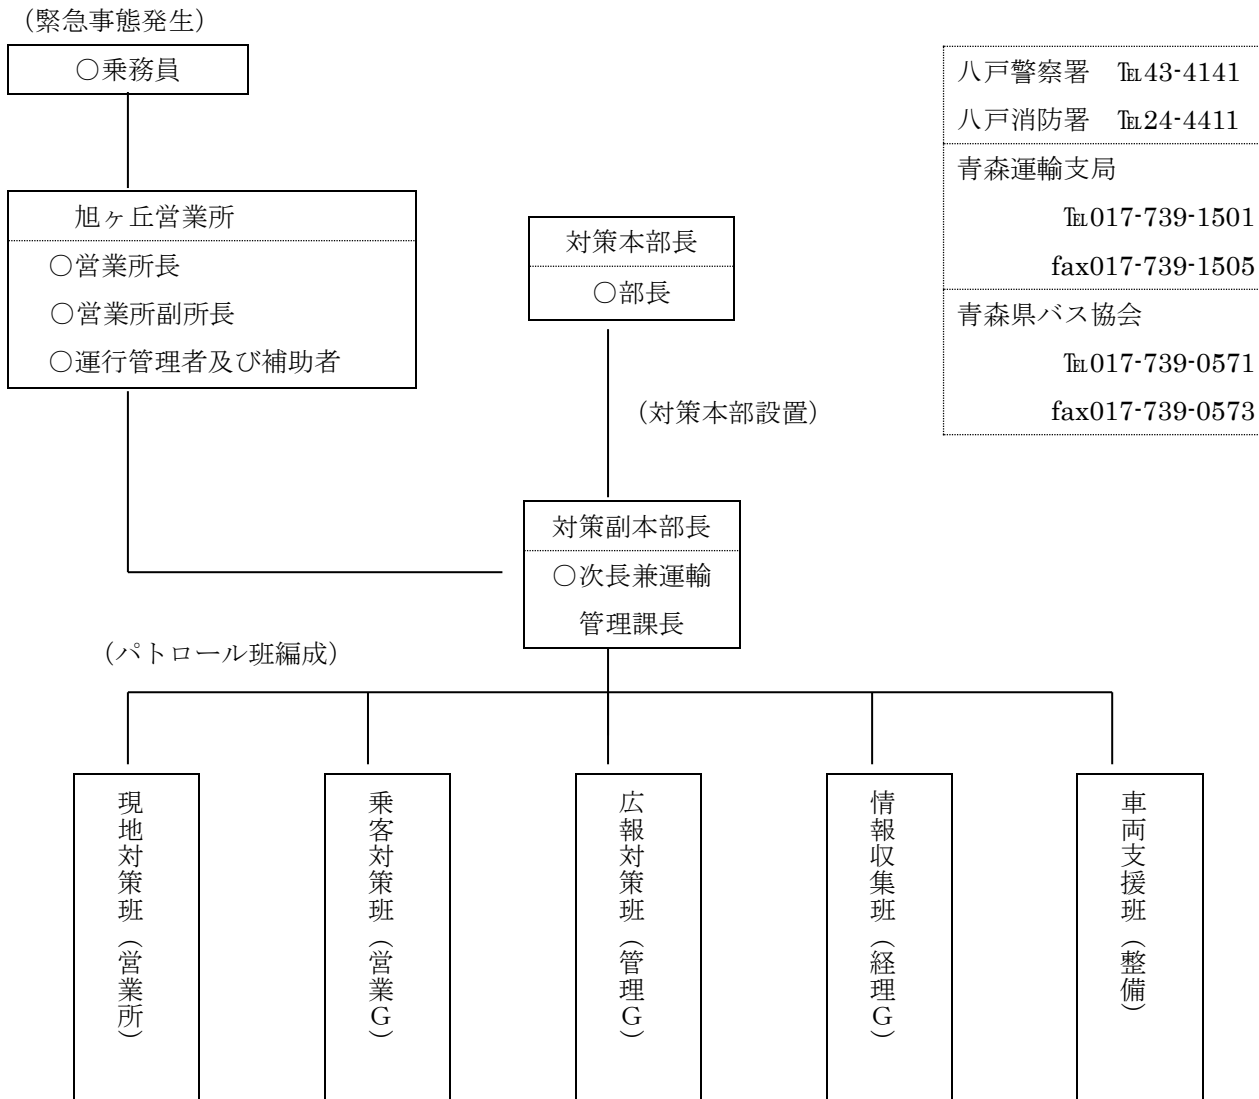 （緊急事態発生）
○乗務員
旭ヶ丘営業所
○営業所長
○営業所副所長
○運行管理者及び補助者
対策本部長
○部長
（対策本部設置）
八戸警察署　℡43-4141
八戸消防署　℡24-4411
青森運輸支局
℡017-739-1501
fax017-739-1505
青森県バス協会
℡017-739-0571
fax017-739-0573
対策副本部長
○次長兼運輸
管理課長
（パトロール班編成）
現地対策班（営業所）
乗客対策班（営業G）
広報対策班（管理G）
情報収集班（経理G）
車両支援班（整備）